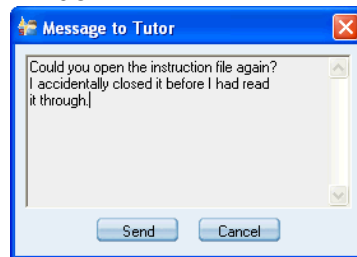 Message to Tutor
Could you open the instruction file again?
I accidentally closed it before I had read
it through.
Send
Cancel